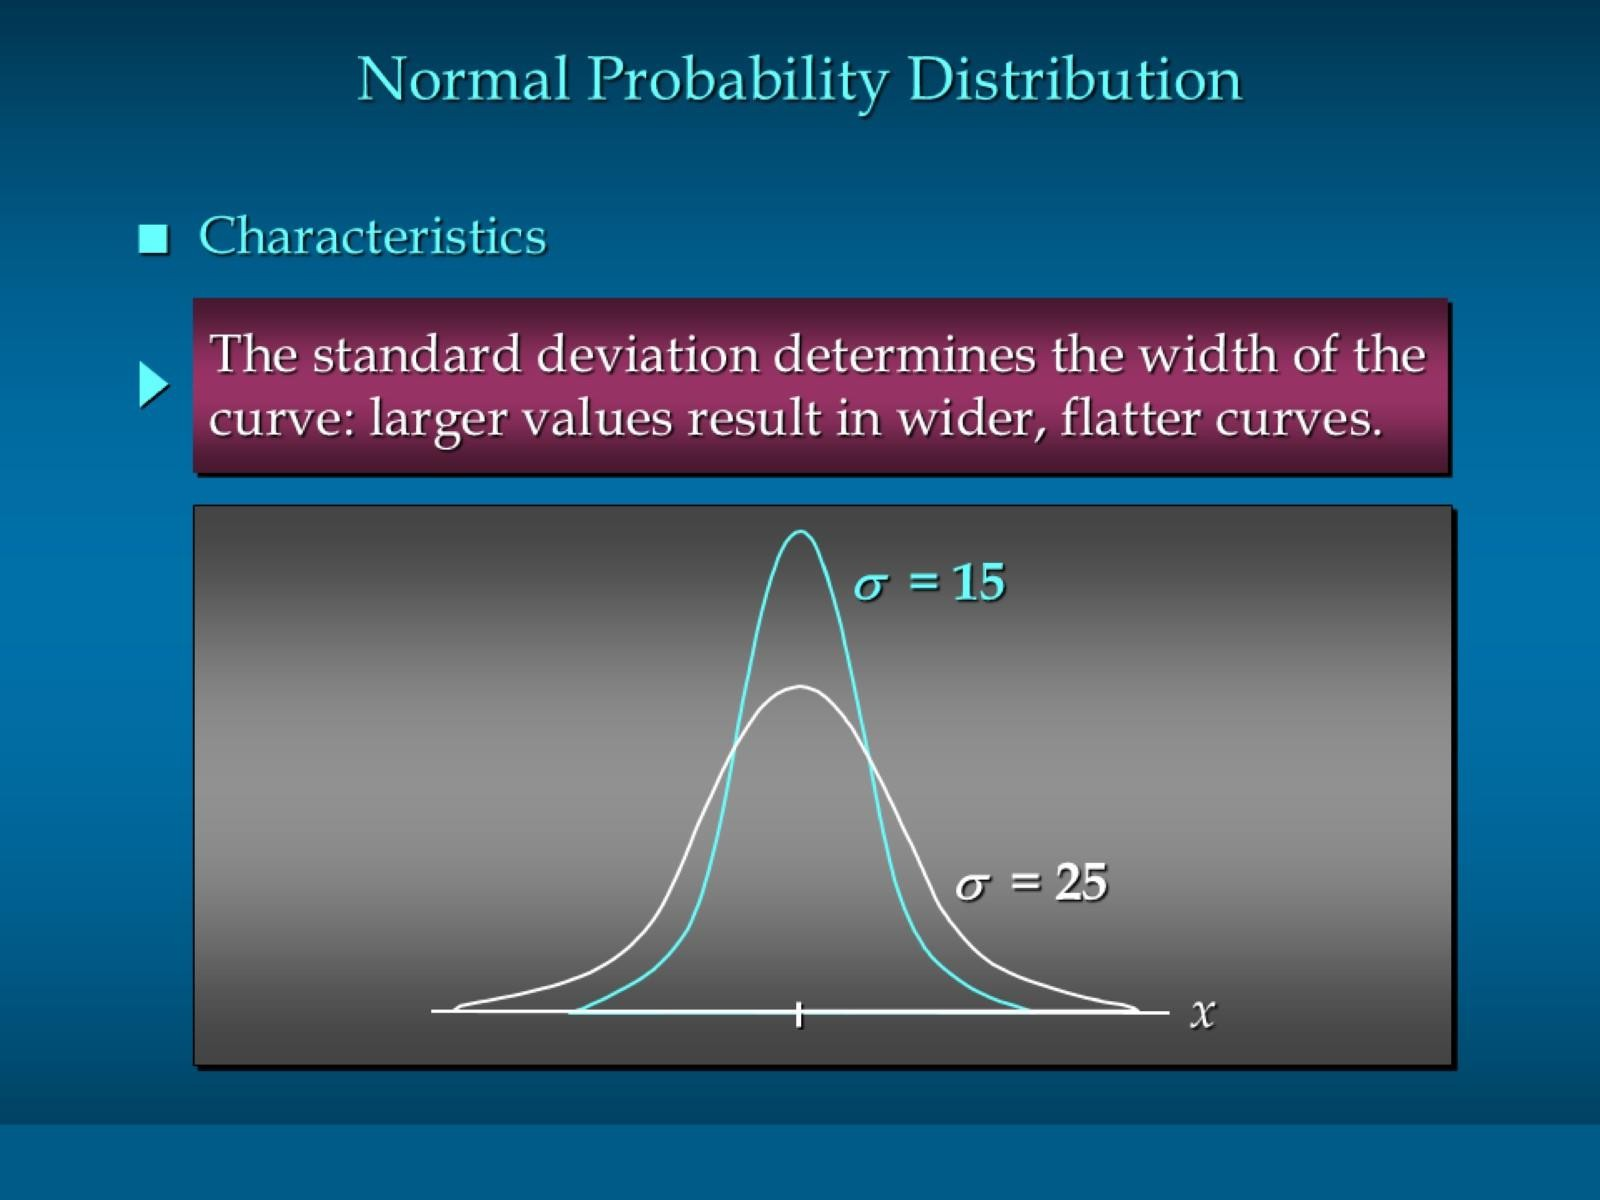 Normal Probability Distribution
Characteristics
The standard deviation determines the width of the
curve: larger values result in wider, flatter curves.
σ = 15
σ = 25
x